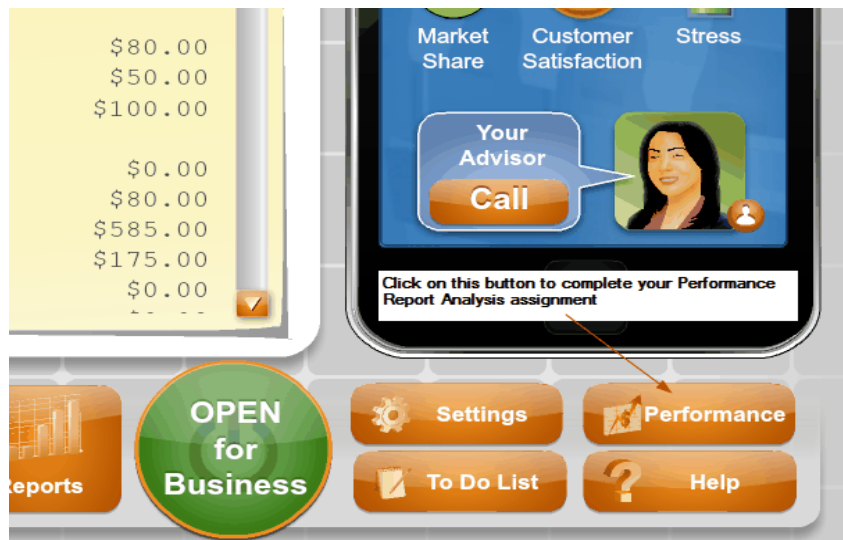 $80.00
$50.00
$100.00
$0.00
$80.00
$585.00
$175.00
$0.00
Market
Share
Customer
Satisfaction
Stress
Your
Advisor
Call
Click on this button to complete your Performance
Report Analysis assignment
Reports
OPEN
for
Business
Settings
Performance
To Do List
Help